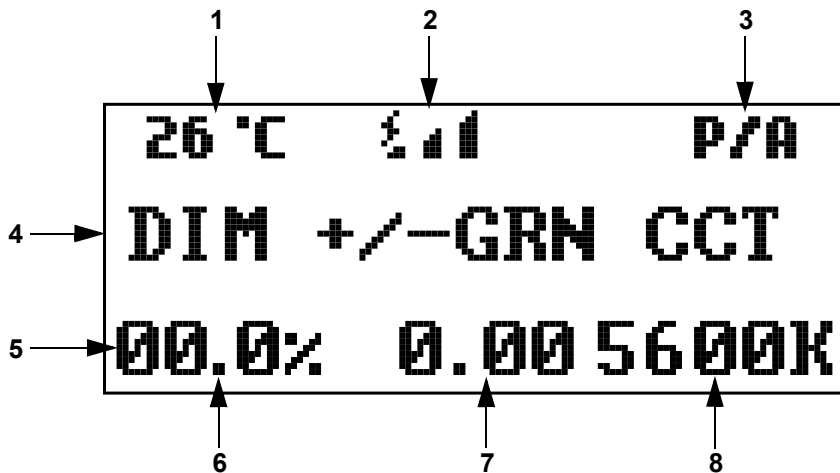 1 2 3
26 °C P/A
4 DIM +/-GRN CCT
5 00.0% 0.00 5600K
6 7 8